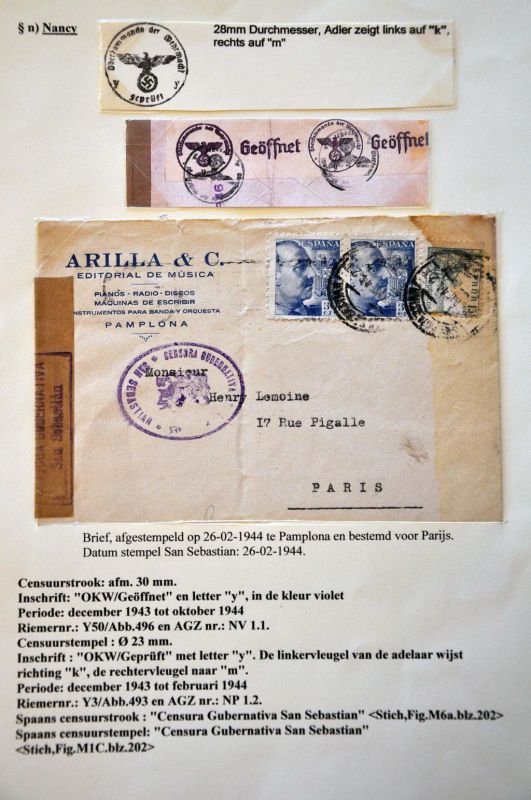 § n) Nancy
28mm Durchmesser, Adler zeigt links auf "k",
rechts auf "m"
Oberkommando der Wehrmacht
y y
geprüft
Geöffnet
Geöffnet
ARILLA & C.
EDITORIAL DE MÚSICA
PIANOS - RADIO - DISCOS
MAQUINAS DE ESCRIBIR
INSTRUMENTOS PARA BANDA Y ORQUESTA
PAMPLONA
ESPAÑA
ESPAÑA
CENSURA GUBERNATIVA
SAN SEBASTIAN
GUBERNATIVA
San Sebastián
Monsieur
Henry Lemoine
17 Rue Pigalle
PARIS
Brief, afgestempeld op 26-02-1944 te Pamplona en bestemd voor Parijs.
Datum stempel San Sebastian: 26-02-1944.
Censuurstrook: afm. 30 mm.
Inschrift: "OKW/Geöffnet" en letter "y", in de kleur violet
Periode: december 1943 tot oktober 1944
Riemernr.: Y50/Abb.496 en AGZ nr.: NV 1.1.
Censuurstempel : Ø 23 mm.
Inschrift : "OKW/Geprüft" met letter "y". De linkervleugel van de adelaar wijst
richting "k", de rechtervleugel naar "m".
Periode: december 1943 tot februari 1944
Riemernr.: Y3/Abb.493 en AGZ nr.: NP 1.2.
Spaans censuurstrook : "Censura Gubernativa San Sebastian" <Stich,Fig.M6a.blz.202>
Spaans censuurstempel: "Censura Gubernativa San Sebastian"
<Stich,Fig.M1C.blz.202>